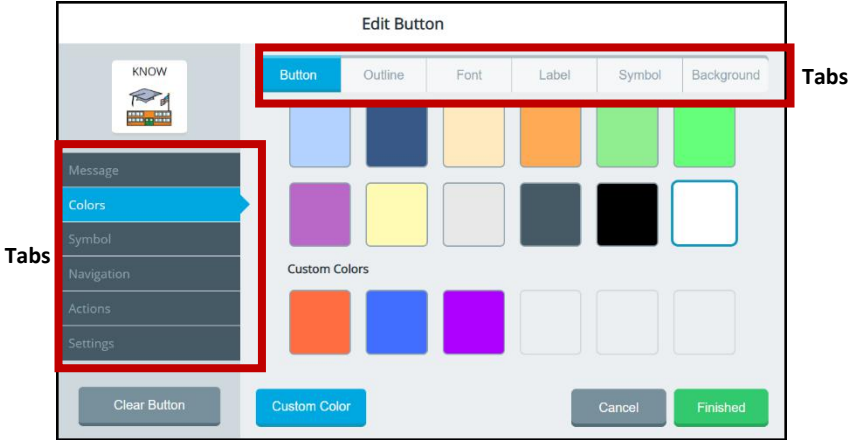 Edit Button
KNOW
Button Outline Font Label Symbol Background
Tabs
Message
Colors
Symbol
Navigation
Actions
Settings
Tabs
Custom Colors
Clear Button
Custom Color
Cancel
Finished